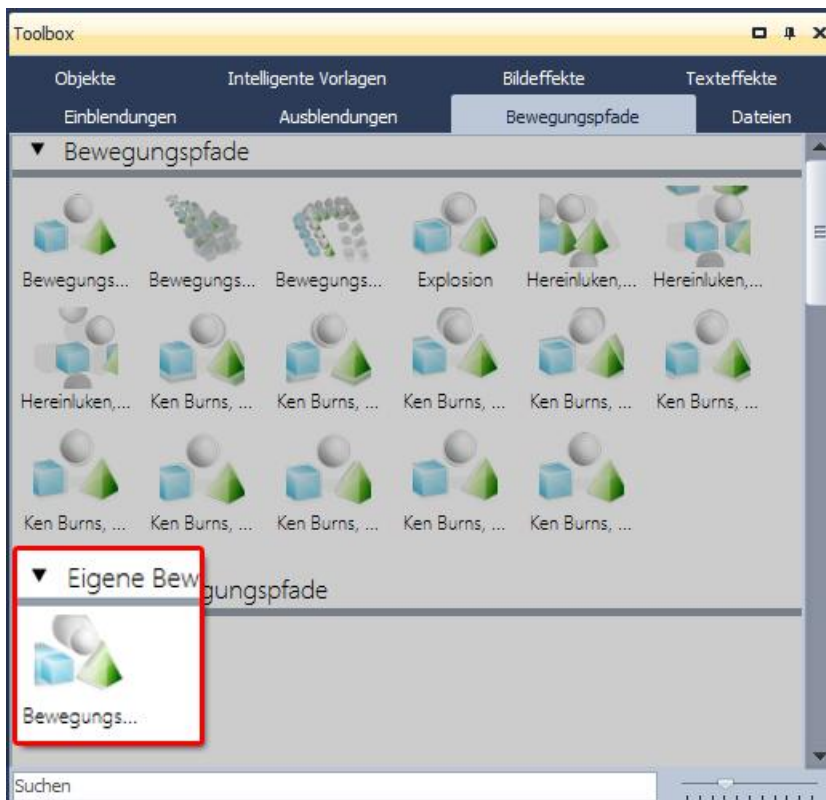 Toolbox
Objekte Intelligente Vorlagen Bildeffekte Texteffekte
Einblendungen Ausblendungen Bewegungspfade Dateien
Bewegungspfade
Bewegungs... Bewegungs... Bewegungs... Explosion Hereinluken,... Hereinluken,...
Hereinluken,... Ken Burns, ... Ken Burns, ... Ken Burns, ... Ken Burns, ... Ken Burns, ...
Ken Burns, ... Ken Burns, ... Ken Burns, ... Ken Burns, ... Ken Burns, ...
Eigene Bewegungspfade
Bewegungs...
Suchen